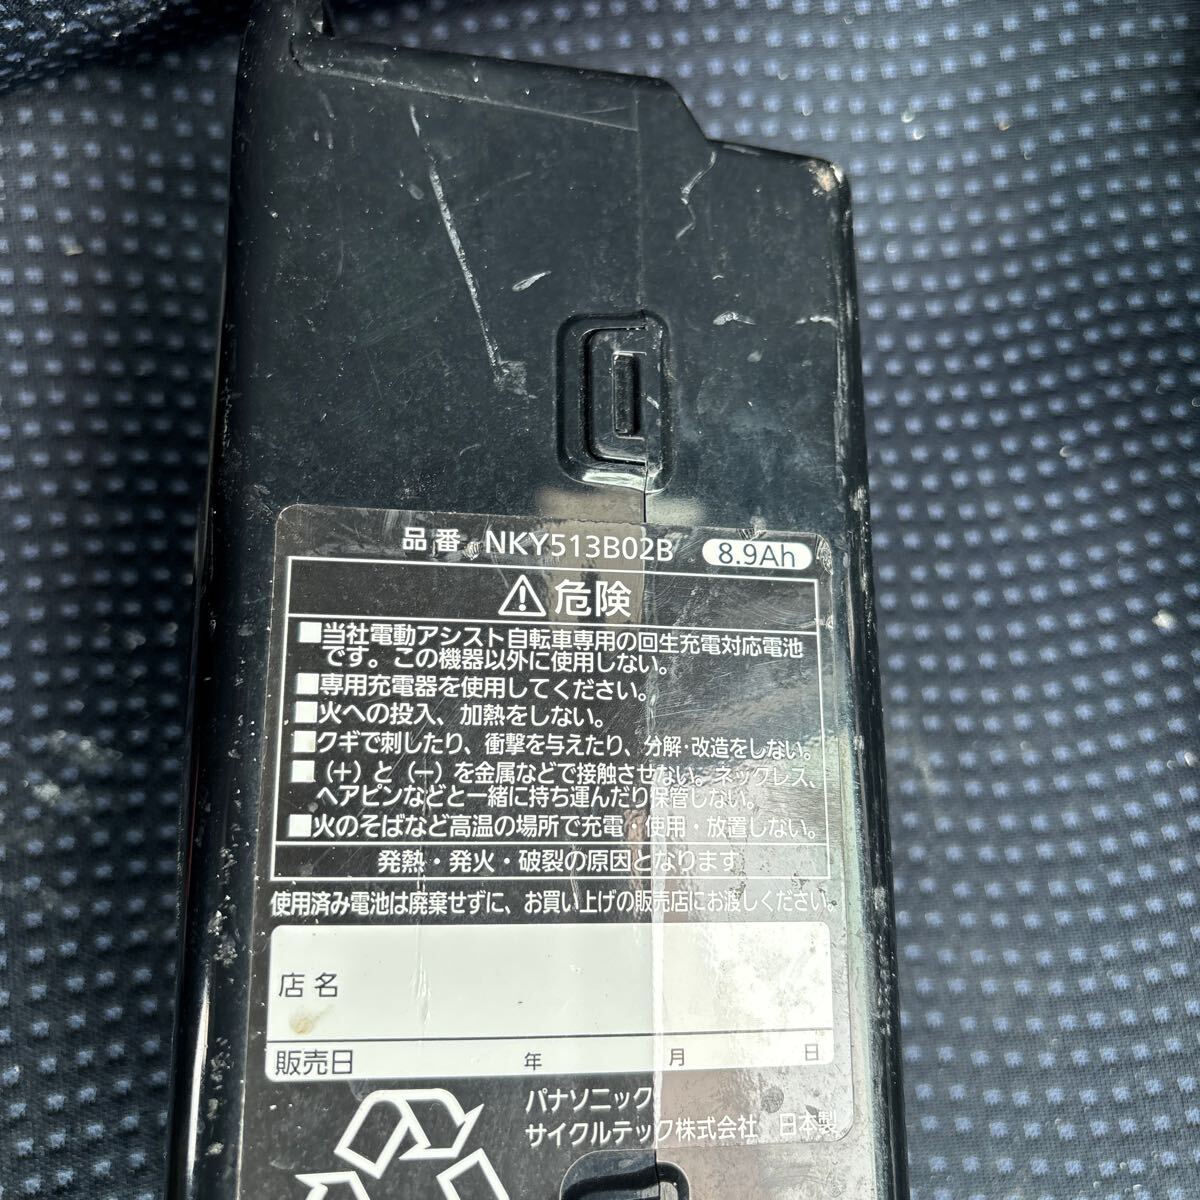 品番 NKY513B02B 8.9Ah
⚠危険
■当社電動アシスト自転車専用の回生充電対応電池
です。この機器以外に使用しない。
■専用充電器を使用してください。
■火への投入、加熱をしない。
■クギで刺したり、衝撃を与えたり、分解・改造をしない。
■（＋）と（－）を金属などで接触させない。ネックレス、
ヘアピンなどと一緒に持ち運んだり保管しない。
■火のそばなど高温の場所で充電・使用・放置しない。
発熱・発火・破裂の原因となります
使用済み電池は廃棄せずに、お買い上げの販売店にお渡しください。
店名
販売日 年 月 日
パナソニック
サイクルテック株式会社 日本製